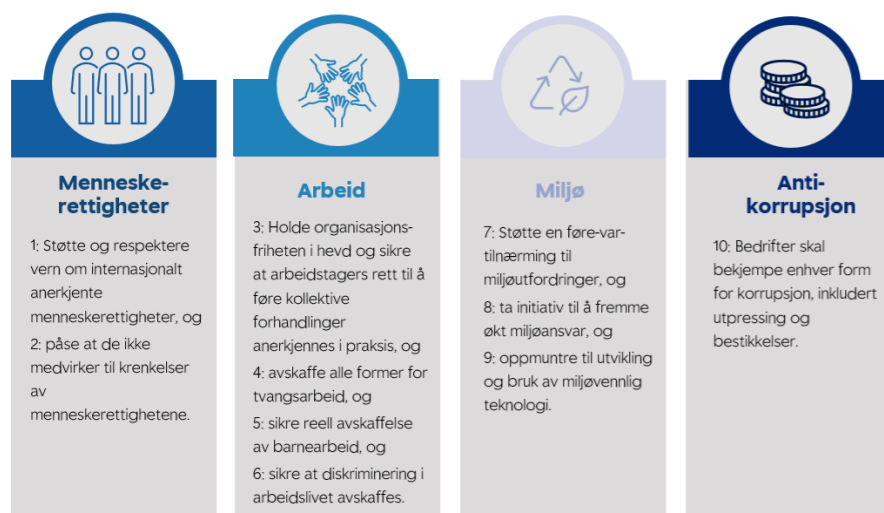 Menneske-
rettigheter
1: Støtte og respektere
vern om internasjonalt
anerkjente
menneskerettigheter, og
2: påse at de ikke
medvirker til krenkelser
av
menneskerettighetene.
Arbeid
3: Holde organisasjons-
friheten i hevd og sikre
at arbeidstagers rett til å
føre kollektive
forhandlinger
anerkjennes i praksis, og
4: avskaffe alle former for
tvangsarbeid, og
5: sikre reell avskaffelse
av barnearbeid, og
6: sikre at diskriminering i
arbeidslivet avskaffes.
Miljø
7: Støtte en føre-var-
tilnærming til
miljøutfordringer, og
8: ta initiativ til å fremme
økt miljøansvar, og
9: oppmuntre til utvikling
og bruk av miljøvennlig
teknologi.
Anti-
korrupsjon
10: Bedrifter skal
bekjempe enhver form
for korrupsjon, inkludert
utpressing og
bestikkelser.